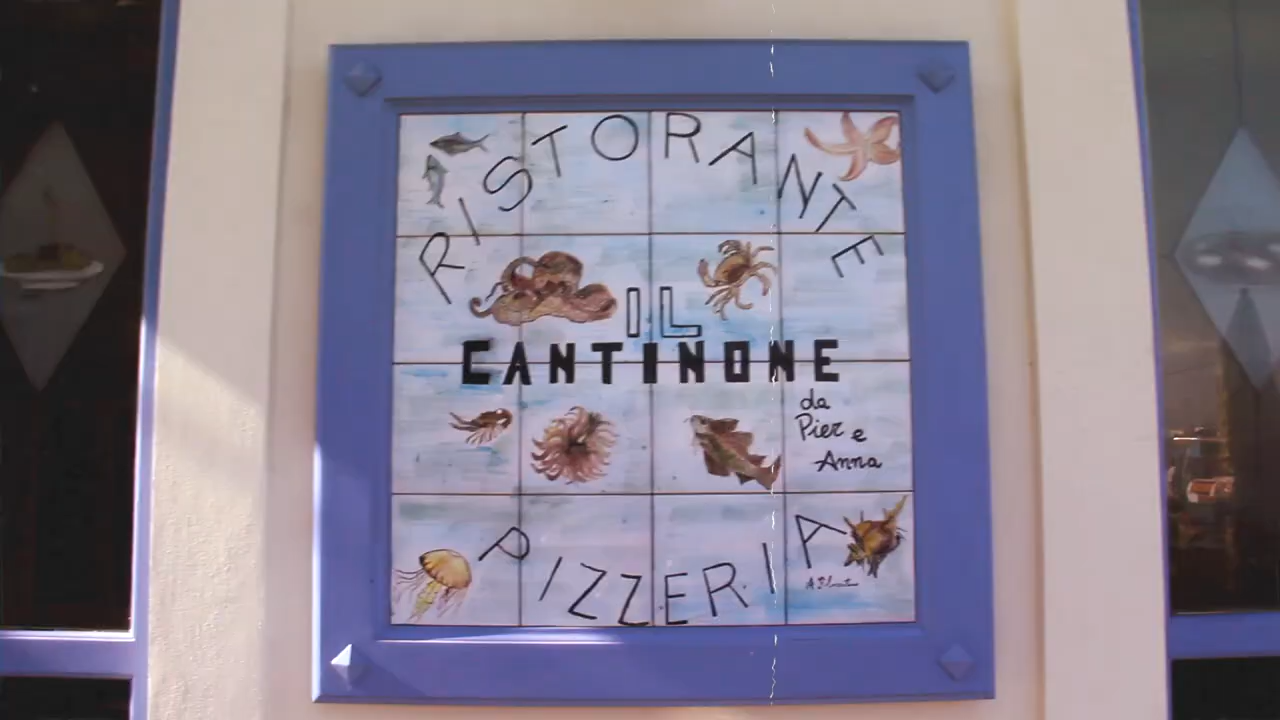 RISTORANTE
IL
CANTINONE
da
Pier e
Anna
PIZZERIA